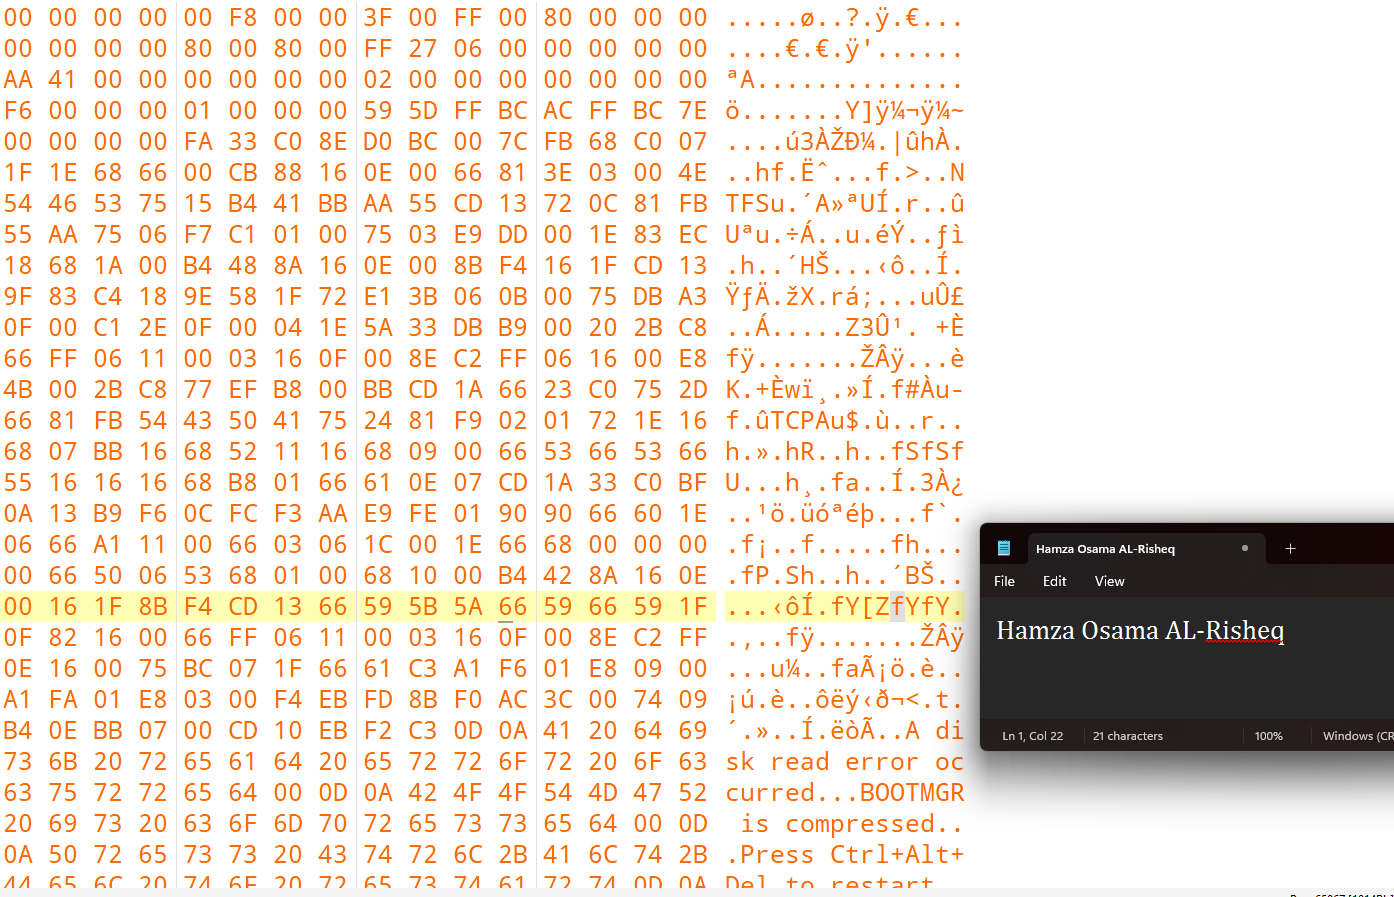 00 00 00 00 00 F8 00 00 3F 00 FF 00 80 00 00 00 .....ø..?.ÿ.€...
00 00 00 00 80 00 80 00 FF 27 06 00 00 00 00 00 ....€.€.ÿ'......
AA 41 00 00 00 00 00 00 02 00 00 00 00 00 00 00 ªA..............
F6 00 00 00 01 00 00 00 59 5D FF BC AC FF BC 7E ö.......Y]ÿ¼¬ÿ¼~
00 00 00 00 FA 33 C0 8E D0 BC 00 7C FB 68 C0 07 ....ú3ÀŽÐ¼.|ûhÀ.
1F 1E 68 66 00 CB 88 16 0E 00 66 81 3E 03 00 4E ..hf.Ëˆ...f.>..N
54 46 53 75 15 B4 41 BB AA 55 CD 13 72 0C 81 FB TFSu.´A»ªUÍ.r..û
55 AA 75 06 F7 C1 01 00 75 03 E9 DD 00 1E 83 EC Uªu.÷Á..u.éÝ..ƒì
18 68 1A 00 B4 48 8A 16 0E 00 8B F4 16 1F CD 13 .h..´HŠ...‹ô..Í.
9F 83 C4 18 9E 58 1F 72 E1 3B 06 0B 00 75 DB A3 ŸƒÄ.žX.rá;...uÛ£
0F 00 C1 2E 0F 00 04 1E 5A 33 DB B9 00 20 2B C8 ..Á.....Z3Û¹. +È
66 FF 06 11 00 03 16 0F 00 8E C2 FF 06 16 00 E8 fÿ.......ŽÂÿ...è
4B 00 2B C8 77 EF B8 00 BB CD 1A 66 23 C0 75 2D K.+Èwï¸.»Í.f#Àu-
66 81 FB 54 43 50 41 75 24 81 F9 02 01 72 1E 16 f.ûTCPAu$.ù..r..
68 07 BB 16 68 52 11 16 68 09 00 66 53 66 53 66 h.».hR..h..fSfSf
55 16 16 16 68 B8 01 66 61 0E 07 CD 1A 33 C0 BF U...h¸.fa..Í.3À¿
0A 13 B9 F6 0C FC F3 AA E9 FE 01 90 90 66 60 1E ..¹ö.üóªéþ...f`.
06 66 A1 11 00 66 03 06 1C 00 1E 66 68 00 00 00 .f¡..f.....fh...
00 66 50 06 53 68 01 00 68 10 00 B4 42 8A 16 0E .fP.Sh..h..´BŠ..
00 16 1F 8B F4 CD 13 66 59 5B 5A 66 59 66 59 1F ...‹ôÍ.fY[ZfYfY.
0F 82 16 00 66 FF 06 11 00 03 16 0F 00 8E C2 FF .‚..fÿ.......ŽÂÿ
0E 16 00 75 BC 07 1F 66 61 C3 A1 F6 01 E8 09 00 ...u¼..faÃ¡ö.è..
A1 FA 01 E8 03 00 F4 EB FD 8B F0 AC 3C 00 74 09 ¡ú.è..ôëý‹ð¬<.t.
B4 0E BB 07 00 CD 10 EB F2 C3 0D 0A 41 20 64 69 ´.»..Í.ëòÃ..A di
73 6B 20 72 65 61 64 20 65 72 72 6F 72 20 6F 63 sk read error oc
63 75 72 72 65 64 00 0D 0A 42 4F 4F 54 4D 47 52 curred...BOOTMGR
20 69 73 20 63 6F 6D 70 72 65 73 73 65 64 00 0D is compressed..
0A 50 72 65 73 73 20 43 74 72 6C 2B 41 6C 74 2B .Press Ctrl+Alt+
44 65 6C 20 74 6F 20 72 65 73 74 61 72 74 0D 0A Del to restart
Hamza Osama AL-Risheq
File Edit View
Hamza Osama AL-Risheq
Ln 1, Col 22 21 characters 100% Windows (CR